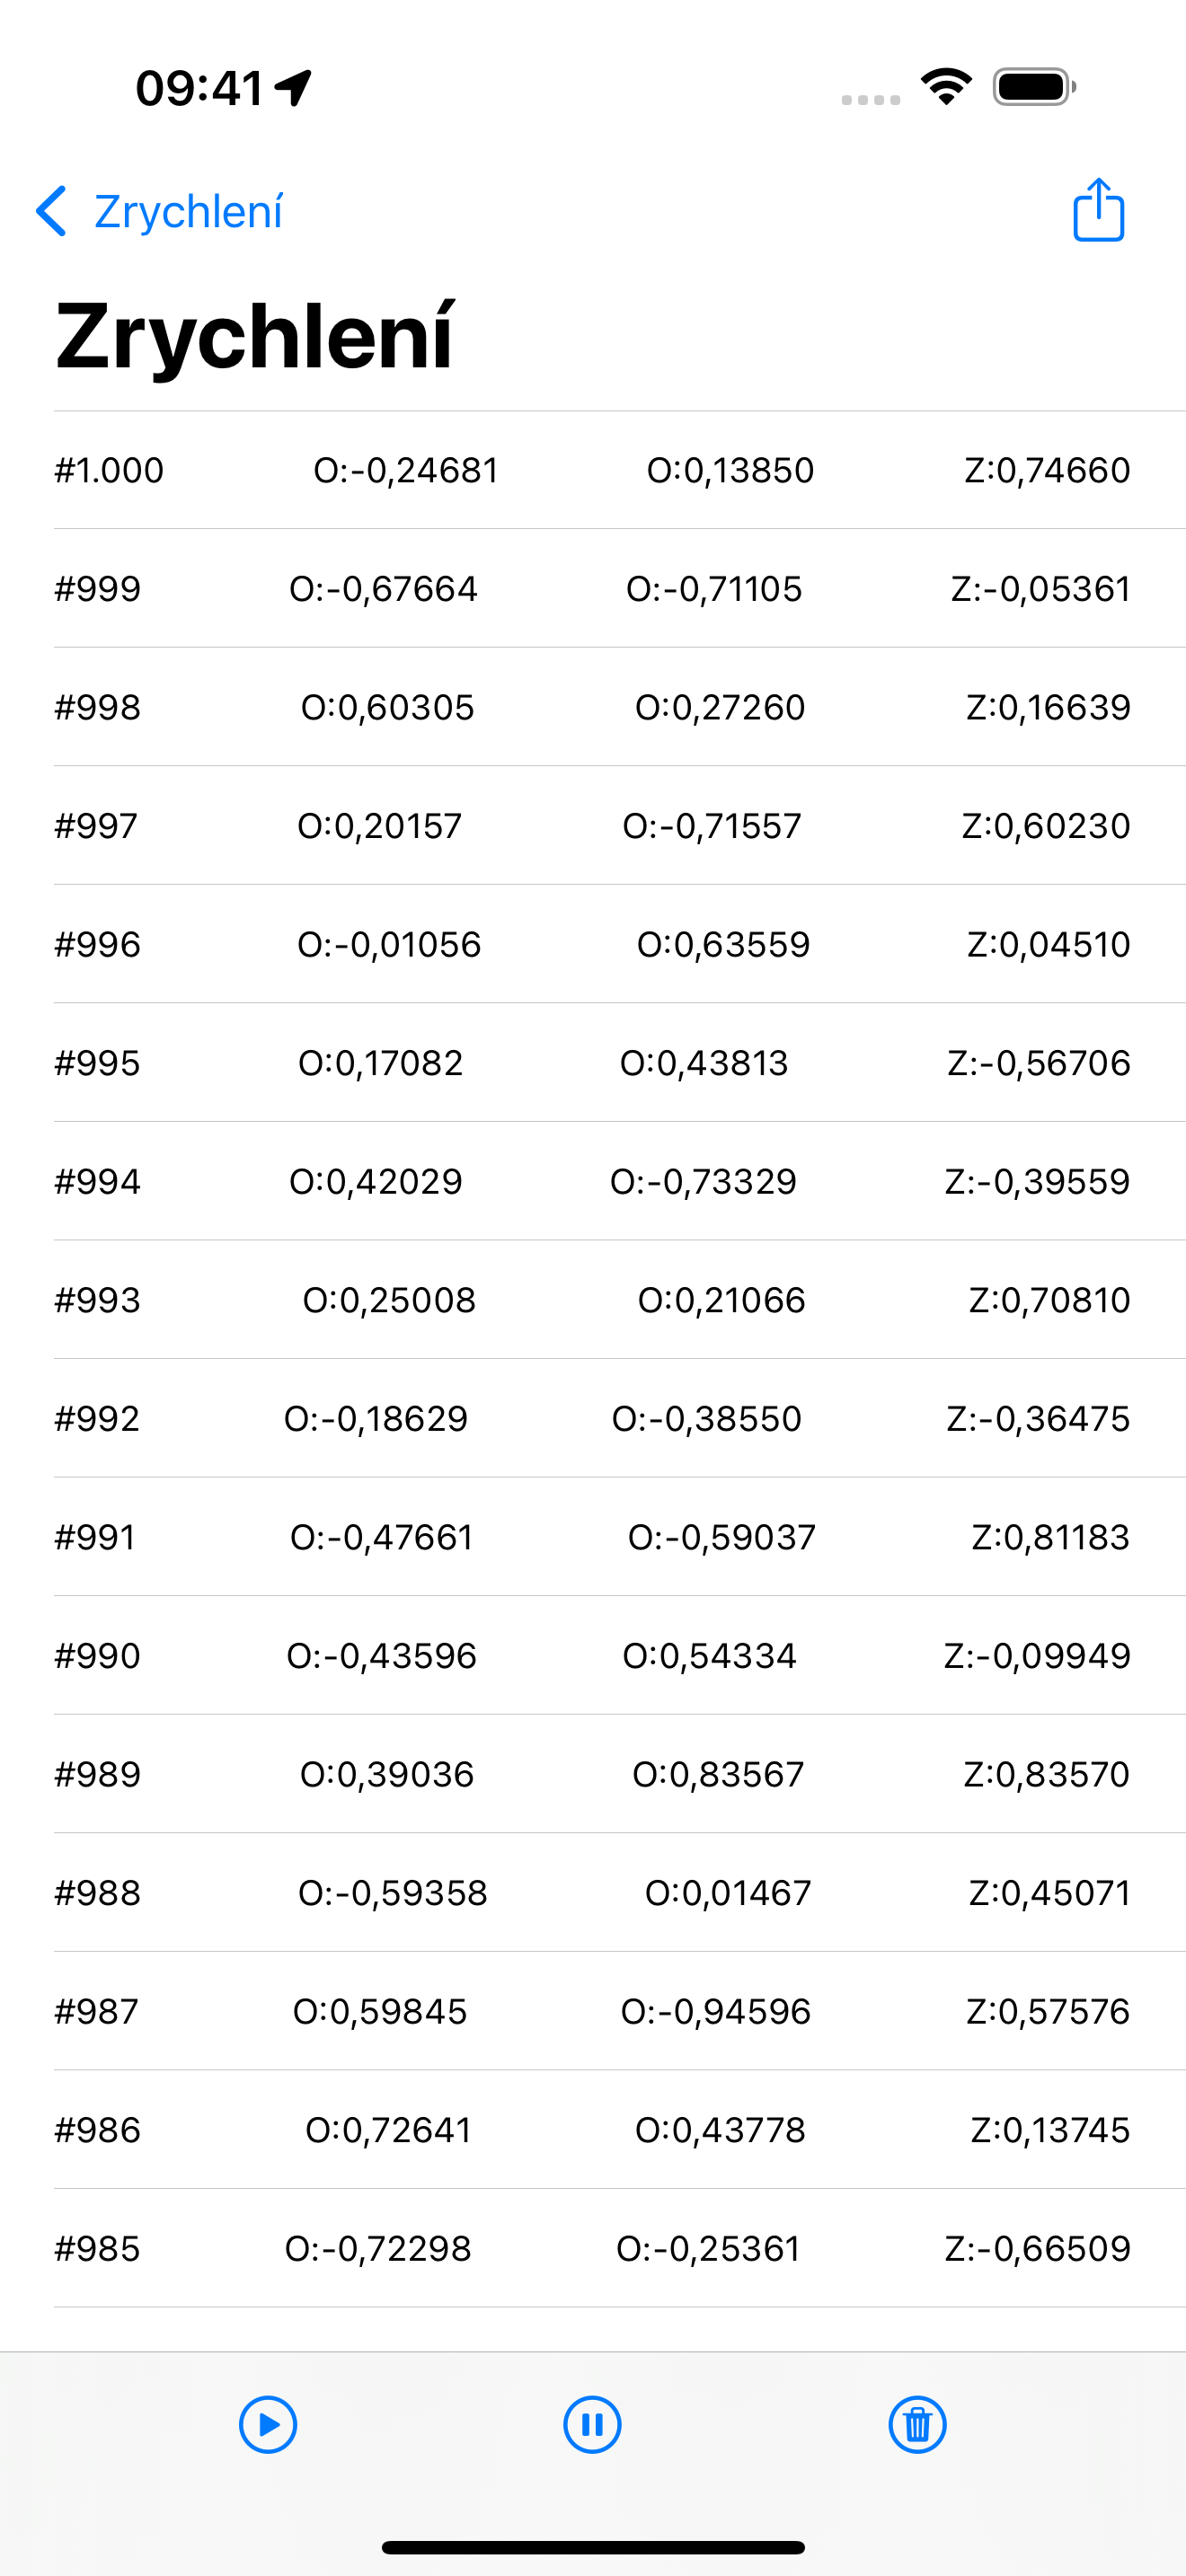 09:41
Zrychlení
Zrychlení
#1.000 O:-0,24681 O:0,13850 Z:0,74660
#999 O:-0,67664 O:-0,71105 Z:-0,05361
#998 O:0,60305 O:0,27260 Z:0,16639
#997 O:0,20157 O:-0,71557 Z:0,60230
#996 O:-0,01056 O:0,63559 Z:0,04510
#995 O:0,17082 O:0,43813 Z:-0,56706
#994 O:0,42029 O:-0,73329 Z:-0,39559
#993 O:0,25008 O:0,21066 Z:0,70810
#992 O:-0,18629 O:-0,38550 Z:-0,36475
#991 O:-0,47661 O:-0,59037 Z:0,81183
#990 O:-0,43596 O:0,54334 Z:-0,09949
#989 O:0,39036 O:0,83567 Z:0,83570
#988 O:-0,59358 O:0,01467 Z:0,45071
#987 O:0,59845 O:-0,94596 Z:0,57576
#986 O:0,72641 O:0,43778 Z:0,13745
#985 O:-0,72298 O:-0,25361 Z:-0,66509